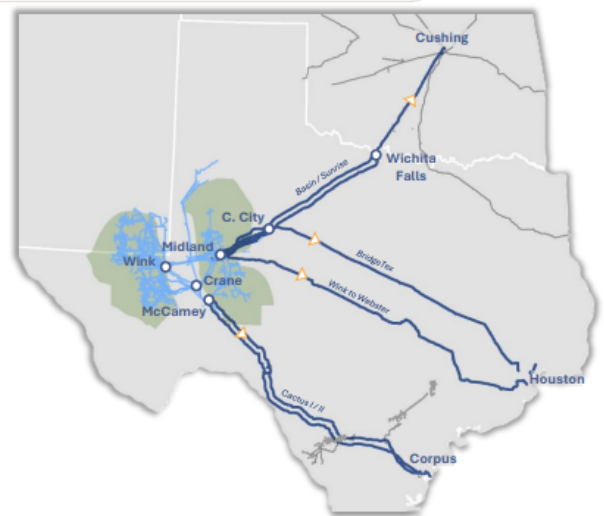 Cushing
Wichita
Falls
Basin / Sunrise
C. City
Midland
BridgeTex
Wink
Crane
Wink to Webster
McCamey
Houston
Cactus I / II
Corpus